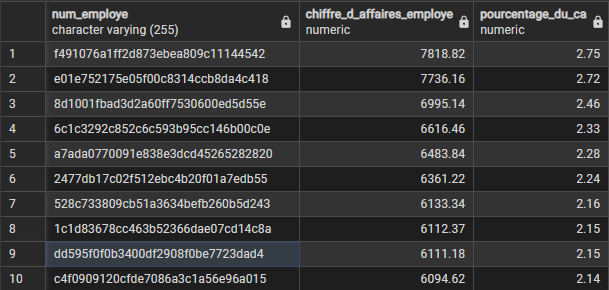 num_employe chiffre_d_affaires_employe pourcentage_du_ca
character varying (255) numeric numeric
1 f491076a1ff2d873ebea809c11144542 7818.82 2.75
2 e01e752175e05f00c8314ccb8da4c418 7736.16 2.72
3 8d1001fbad3d2a60ff7530600ed5d55e 6995.14 2.46
4 6c1c3292c852c6c593b95cc146b00c0e 6616.46 2.33
5 a7ada0770091e838e3dcd45265282820 6483.84 2.28
6 2477db17c02f512ebc4b20f01a7edb55 6361.22 2.24
7 528c733809cb51a3634befb260b5d243 6133.34 2.16
8 1c1d83678cc463b52366dae07cd14c8a 6112.37 2.15
9 dd595f0f0b3400df2908f0be7723dad4 6111.18 2.15
10 c4f0909120cfde7086a3c1a56e96a015 6094.62 2.14